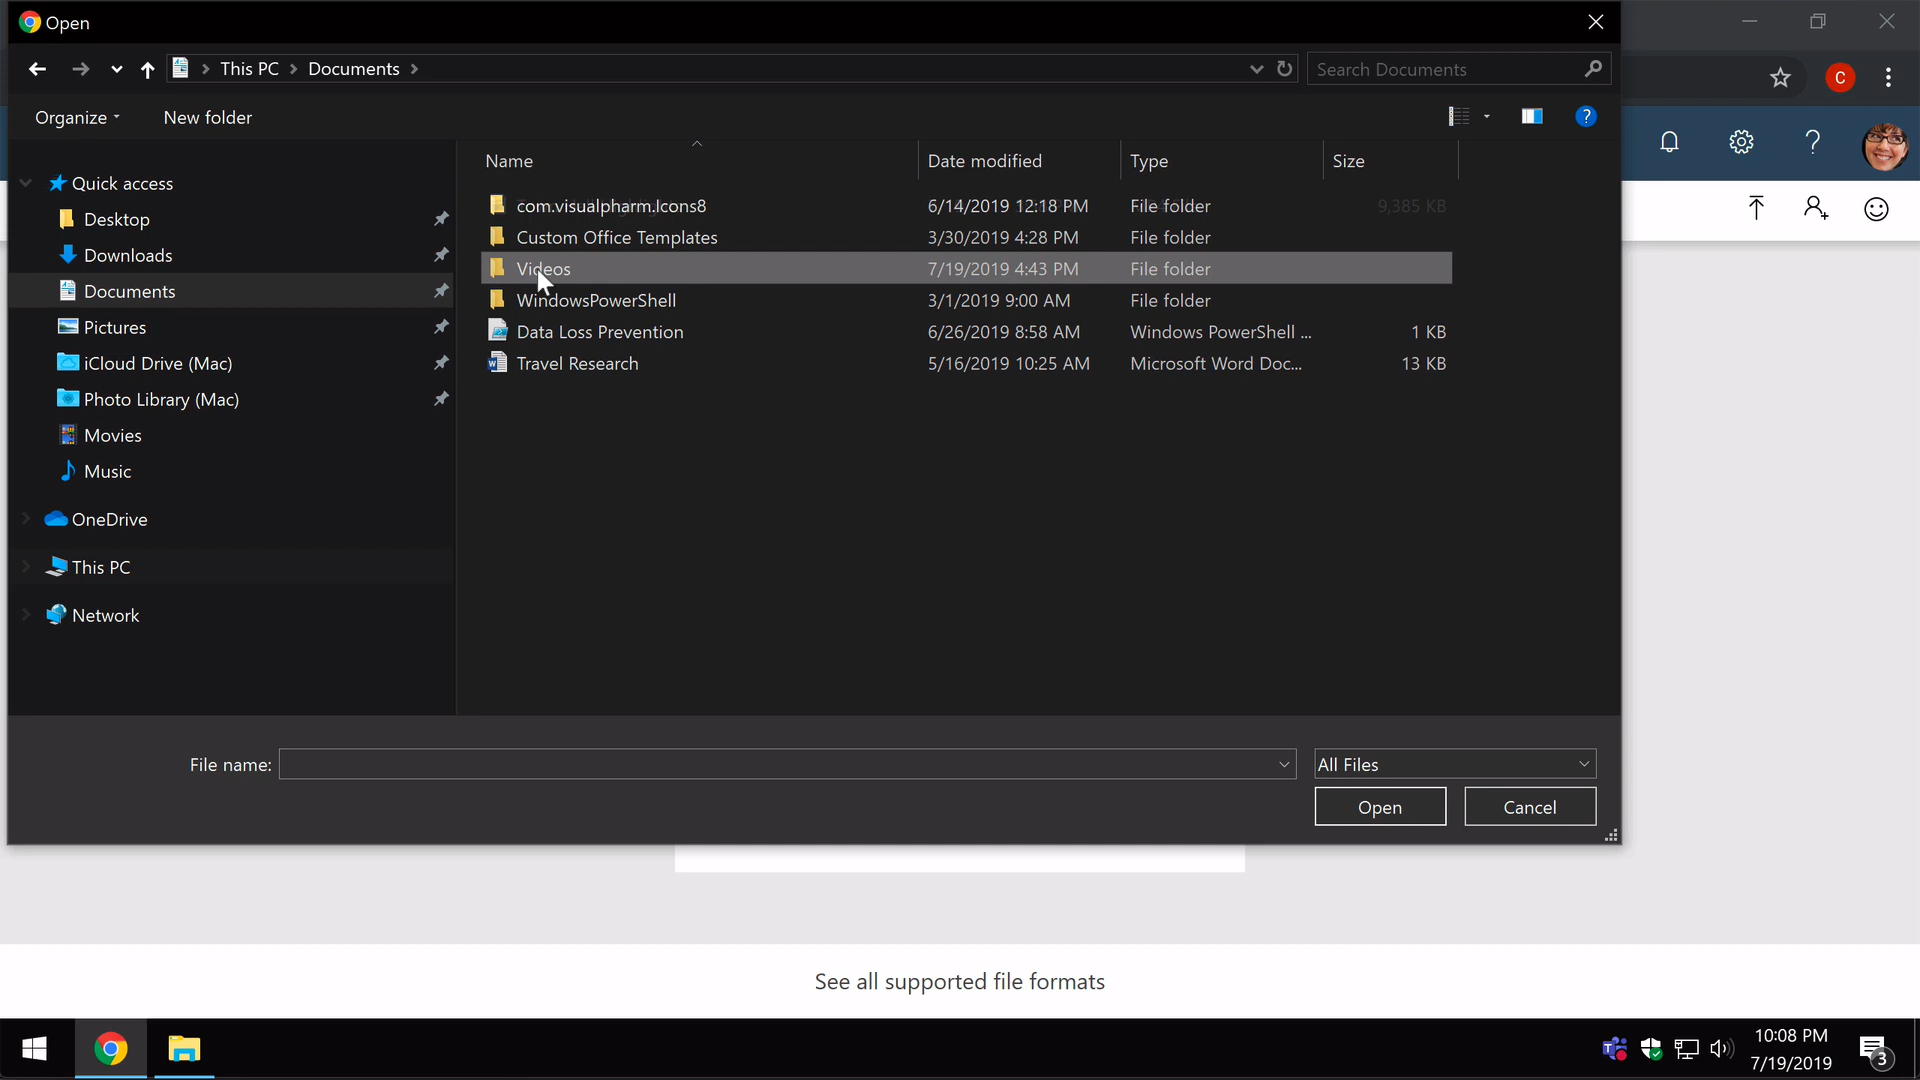 Open
This PC
Documents
Search Documents
C
Organize
New folder
?
?
Name
Date modified
Type
Size
Quick access
Desktop
Downloads
Documents
Pictures
iCloud Drive (Mac)
Photo Library (Mac)
Movies
Music
OneDrive
This PC
Network
com.visualpharm.Icons8 6/14/2019 12:18 PM File folder 9,385 KB
Custom Office Templates 3/30/2019 4:28 PM File folder
Videos 7/19/2019 4:43 PM File folder
WindowsPowerShell 3/1/2019 9:00 AM File folder
Data Loss Prevention 6/26/2019 8:58 AM Windows PowerShell ... 1 KB
Travel Research 5/16/2019 10:25 AM Microsoft Word Doc... 13 KB
File name:
All Files
Open
Cancel
See all supported file formats
10:08 PM
7/19/2019
3